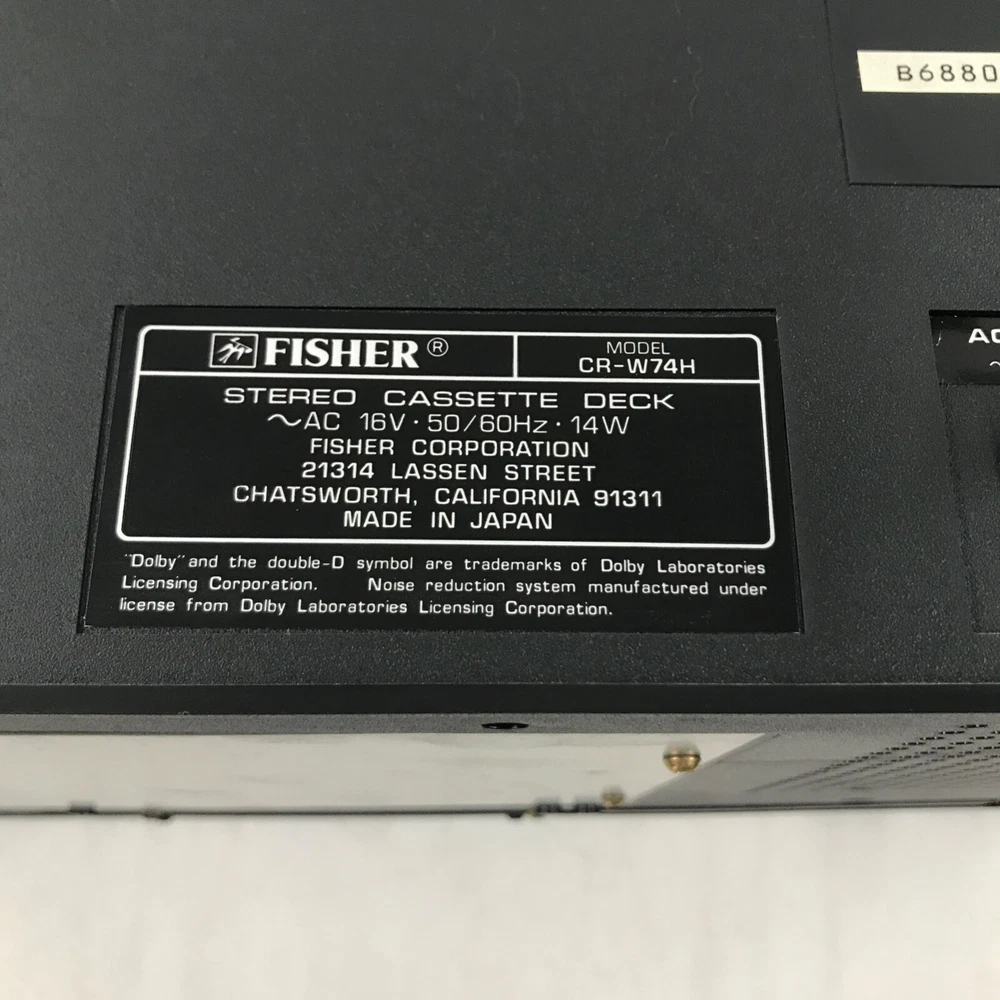 B6880
FISHER®
MODEL
CR-W74H
AC
~
STEREO CASSETTE DECK
~AC 16V · 50/60Hz · 14W
FISHER CORPORATION
21314 LASSEN STREET
CHATSWORTH, CALIFORNIA 91311
MADE IN JAPAN
"Dolby" and the double-D symbol are trademarks of Dolby Laboratories
Licensing Corporation. Noise reduction system manufactured under
license from Dolby Laboratories Licensing Corporation.